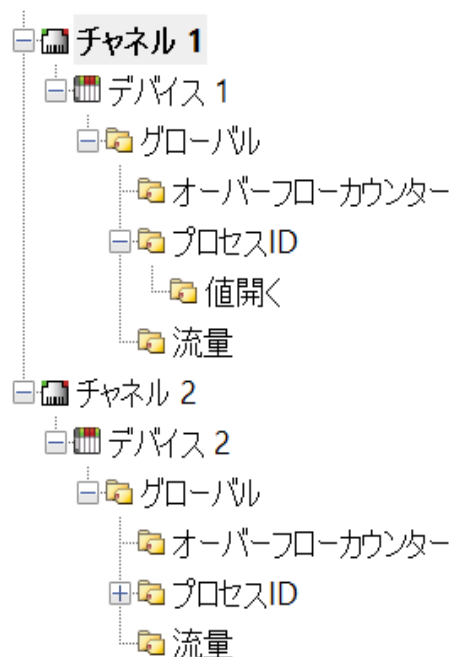 チャネル 1
デバイス 1
グローバル
オーバーフローカウンター
プロセスID
値開く
流量
チャネル 2
デバイス 2
グローバル
オーバーフローカウンター
プロセスID
流量